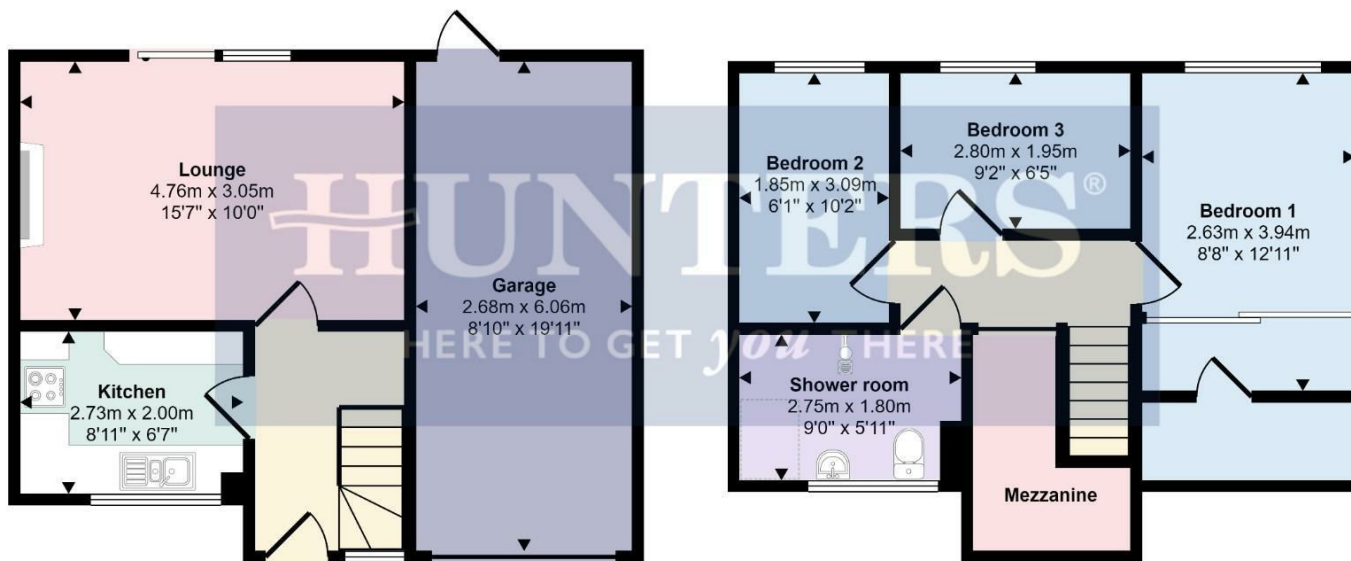 Lounge
4.76m x 3.05m
15'7" x 10'0"
Kitchen
2.73m x 2.00m
8'11" x 6'7"
Garage
2.68m x 6.06m
8'10" x 19'11"
Bedroom 2
1.85m x 3.09m
6'1" x 10'2"
Bedroom 3
2.80m x 1.95m
9'2" x 6'5"
Bedroom 1
2.63m x 3.94m
8'8" x 12'11"
Shower room
2.75m x 1.80m
9'0" x 5'11"
Mezzanine
HUNTERS®
HERE TO GET you THERE